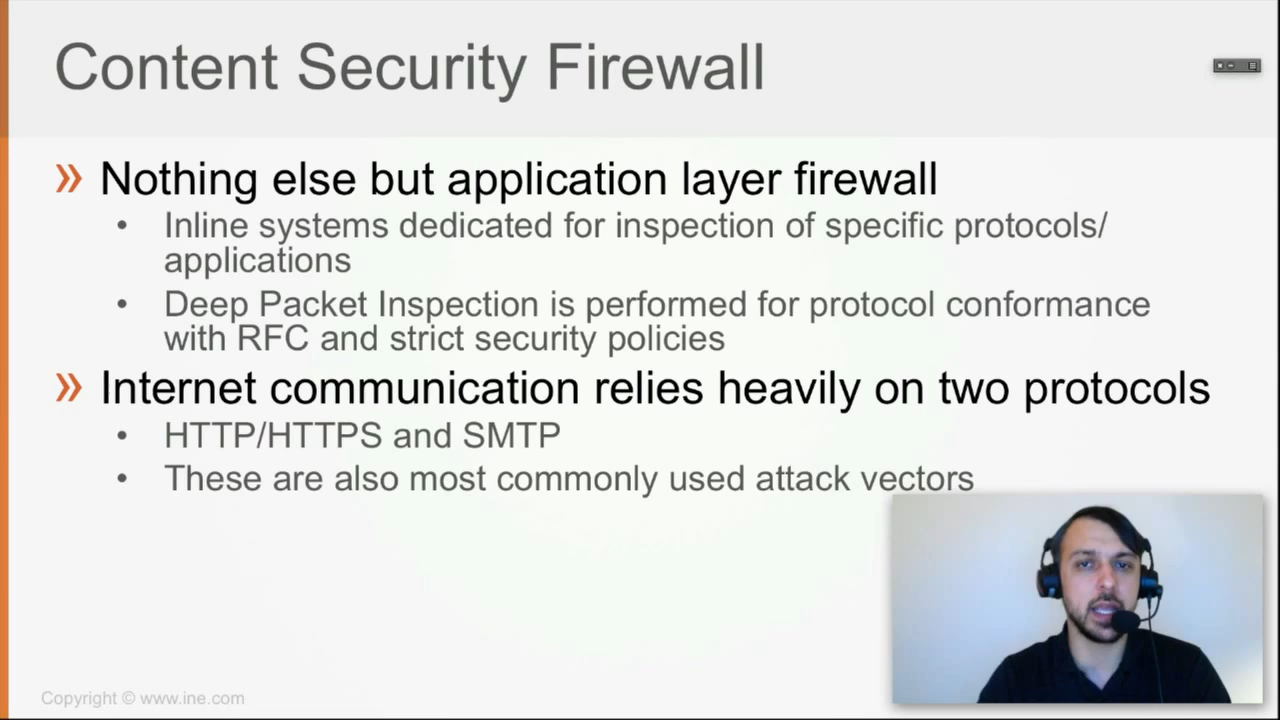 Content Security Firewall
» Nothing else but application layer firewall
• Inline systems dedicated for inspection of specific protocols/
applications
• Deep Packet Inspection is performed for protocol conformance
with RFC and strict security policies
» Internet communication relies heavily on two protocols
• HTTP/HTTPS and SMTP
• These are also most commonly used attack vectors
Copyright © www.ine.com